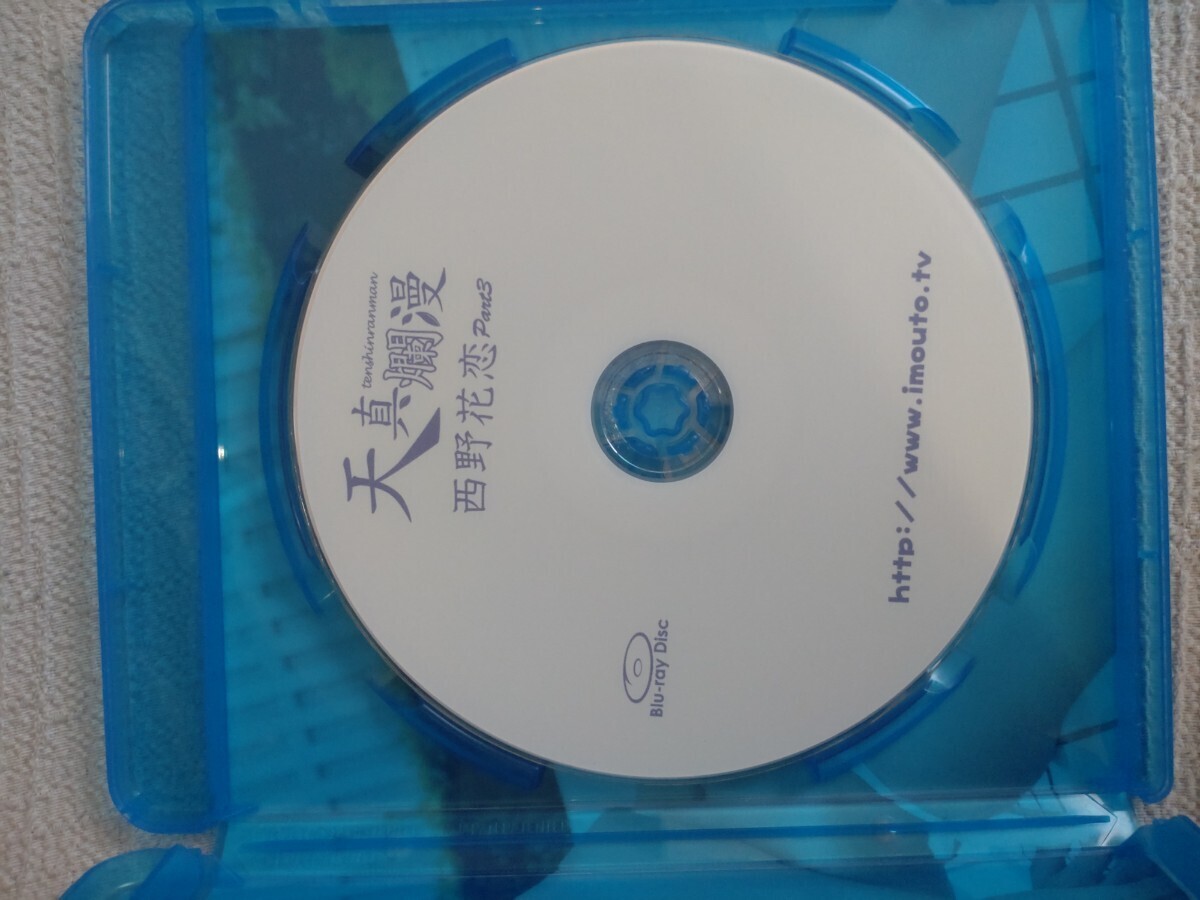 tenshinranman
天真爛漫
西野花恋 Part3
Blu-ray Disc
http://www.imouto.tv